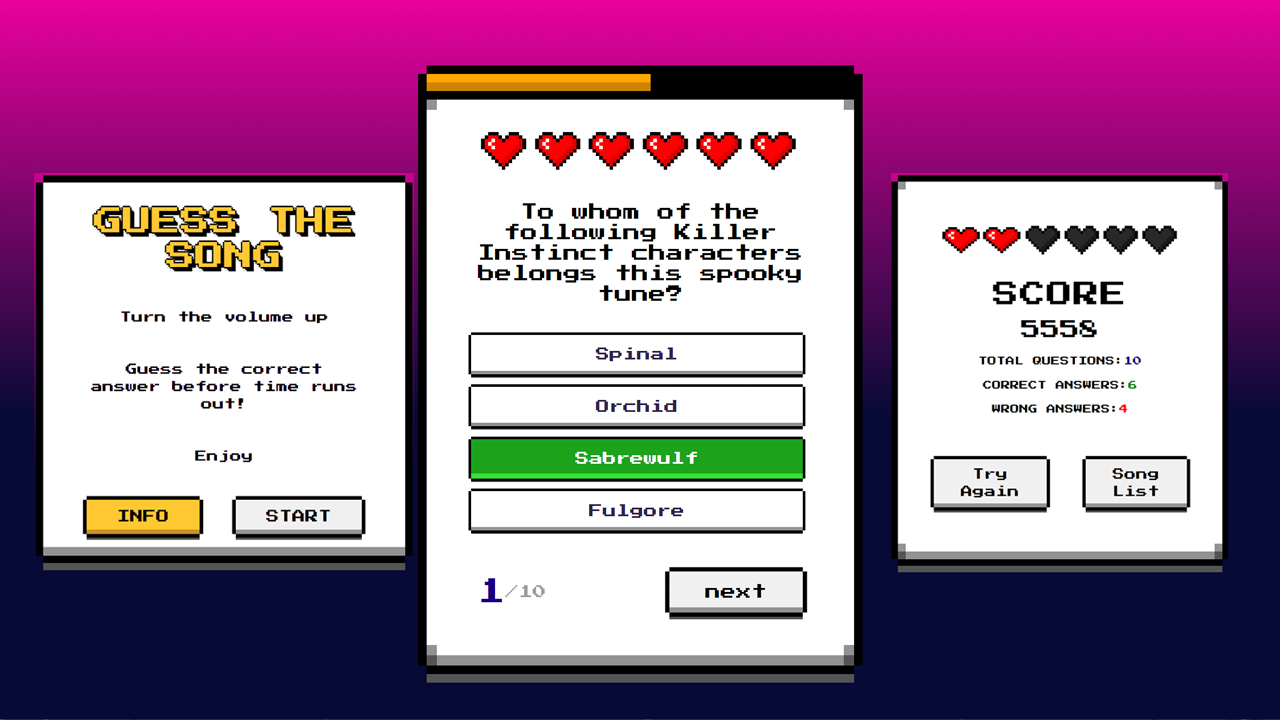 GUESS THE
SONG
Turn the volume up
Guess the correct
answer before time runs
out!
Enjoy
INFO
START
To whom of the
following Killer
Instinct characters
belongs this spooky
tune?
Spinal
Orchid
Sabrewulf
Fulgore
1/10
next
SCORE
5558
TOTAL QUESTIONS:10
CORRECT ANSWERS:6
WRONG ANSWERS:4
Try
Again
Song
List